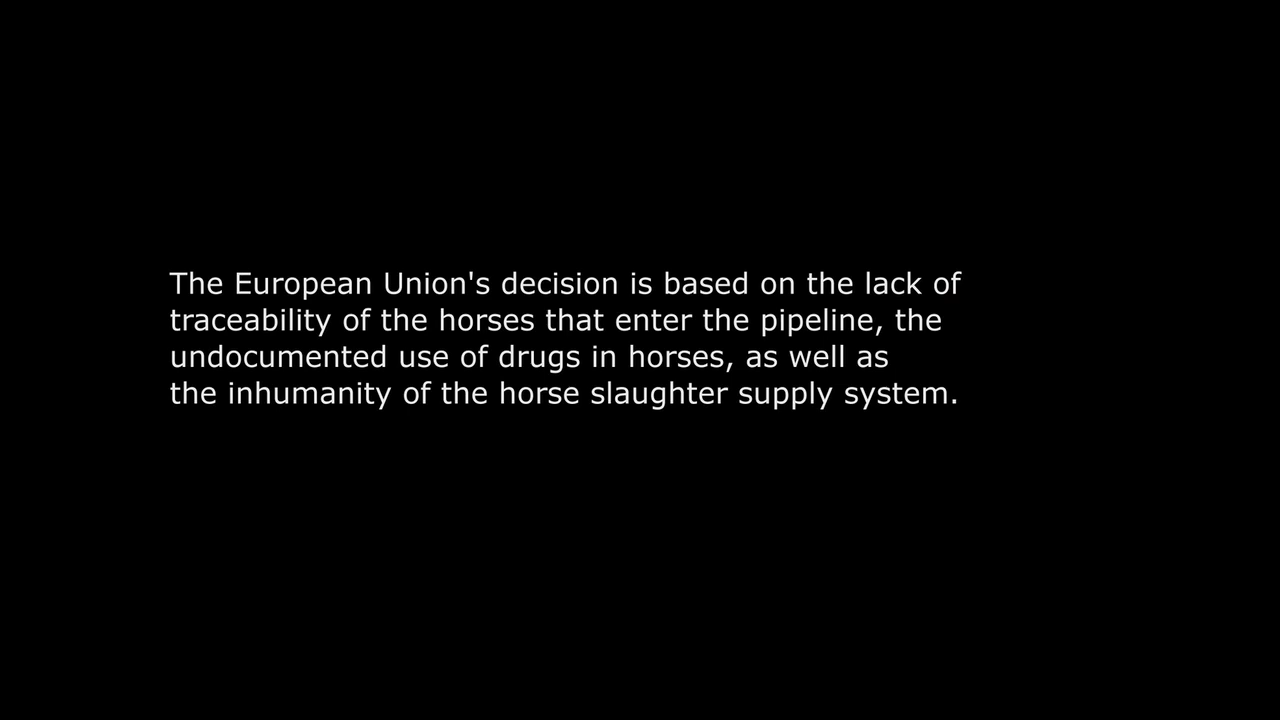 The European Union's decision is based on the lack of
traceability of the horses that enter the pipeline, the
undocumented use of drugs in horses, as well as
the inhumanity of the horse slaughter supply system.